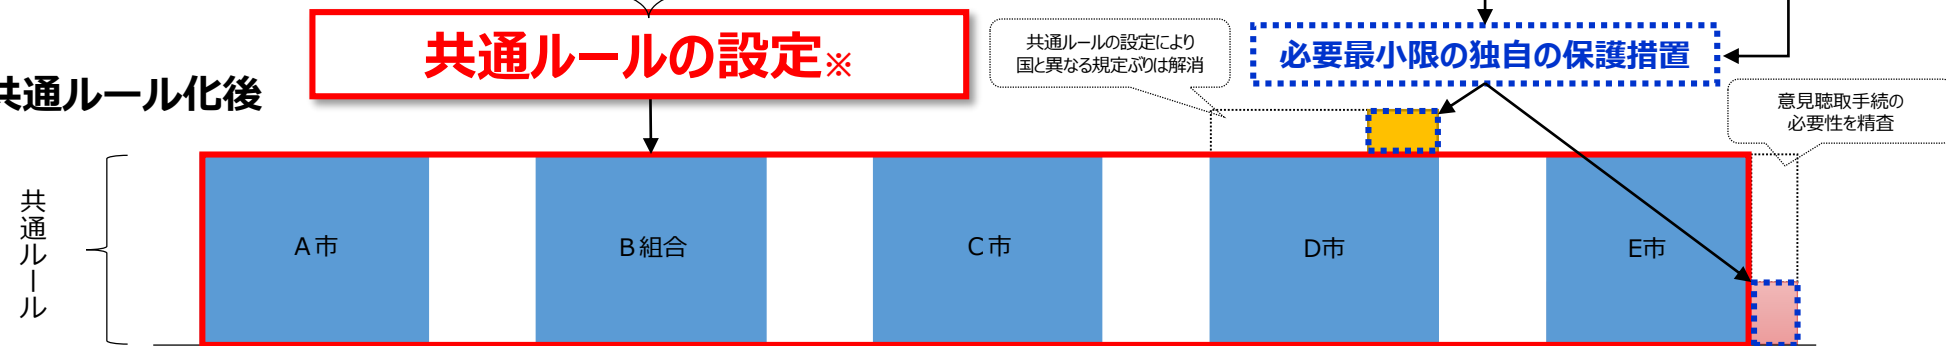 共通ルールの設定※
共通ルールの設定により
国と異なる規定ぶりは解消
必要最小限の独自の保護措置
共通ルール化後
意見聴取手続の
必要性を精査
共通ルール
A市
B組合
C市
D市
E市